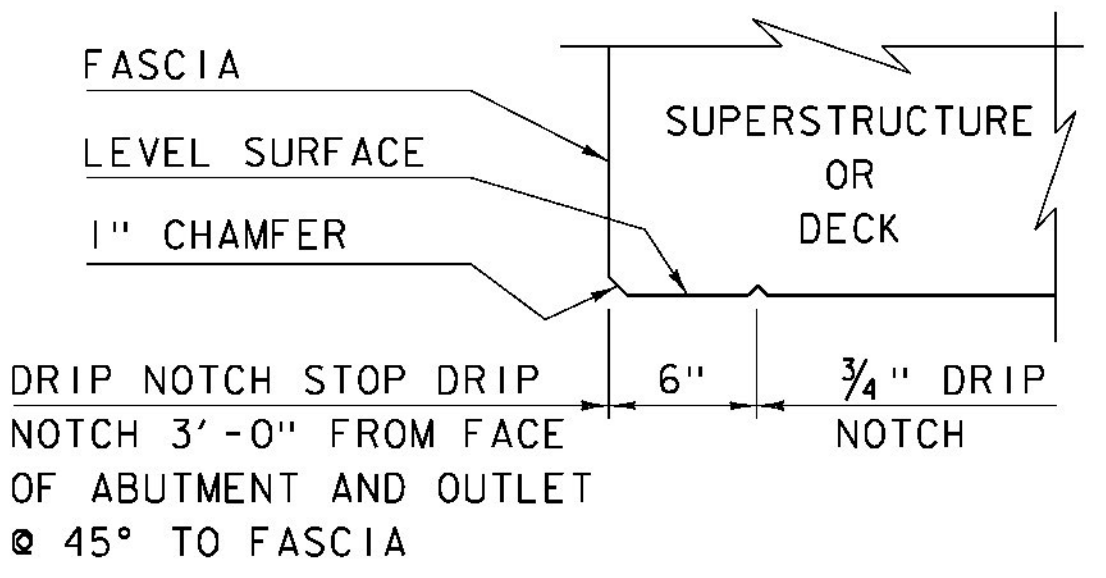 FASCIA
LEVEL SURFACE
1" CHAMFER
SUPERSTRUCTURE
OR
DECK
DRIP NOTCH STOP DRIP
NOTCH 3'-0" FROM FACE
OF ABUTMENT AND OUTLET
@ 45° TO FASCIA
6"
3/4" DRIP
NOTCH